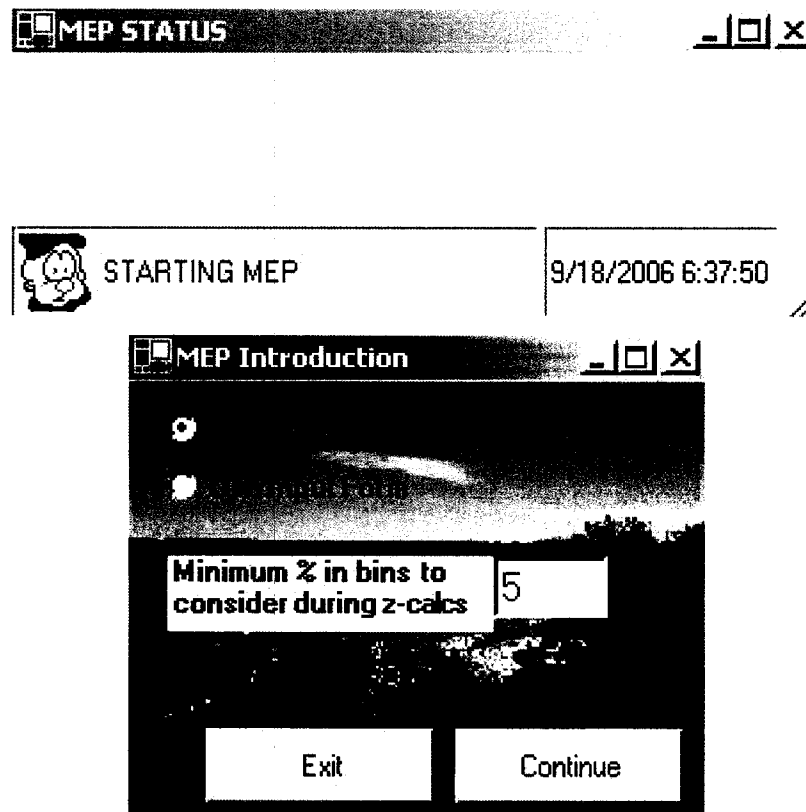 MEP STATUS
STARTING MEP
9/18/2006 6:37:50
MEP Introduction
Minimum % in bins to
consider during z-calcs
5
Exit
Continue